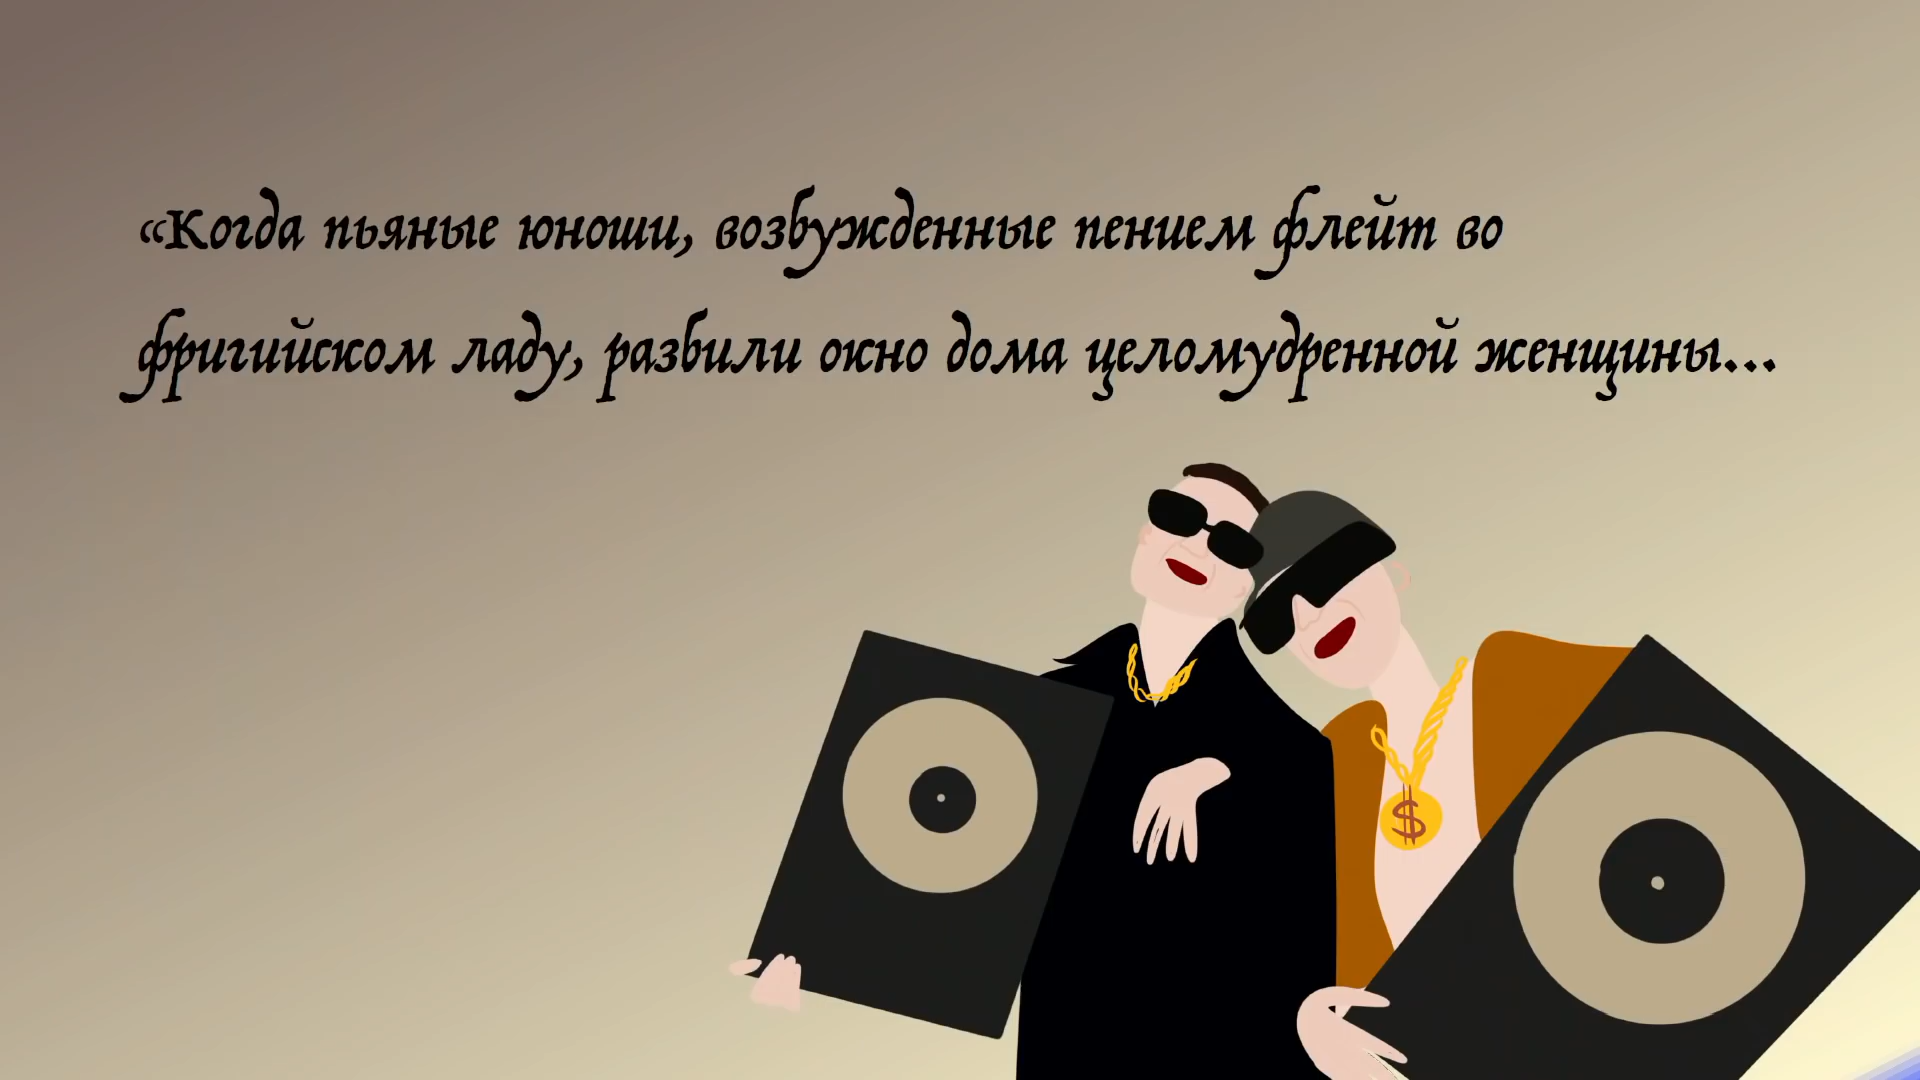 «Когда пьяные юноши, возбужденные пением флейт во
фригийском ладу, разбили окно дома целомудренной женщины...
$